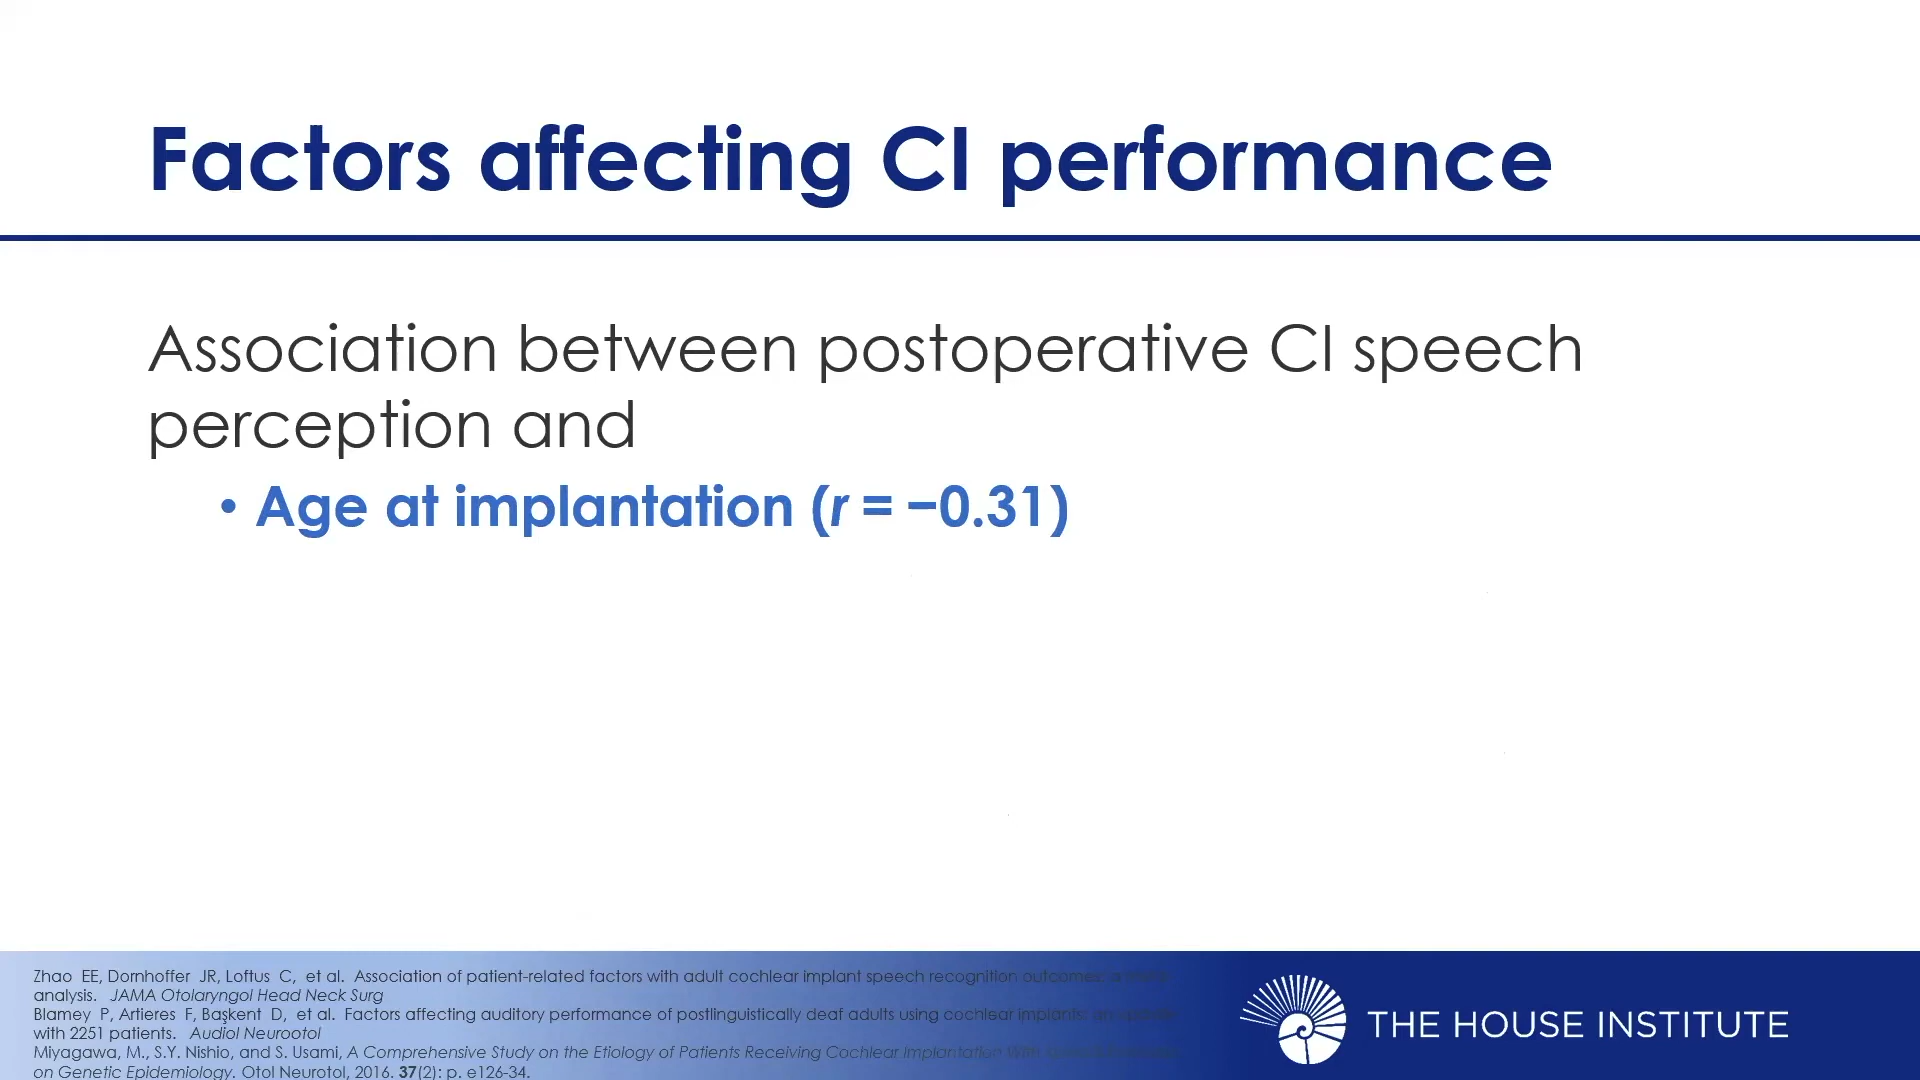 Factors affecting CI performance
Association between postoperative CI speech
perception and
• Age at implantation (r = −0.31)
Zhao EE, Dornhoffer JR, Loftus C, et al. Association of patient-related factors with adult cochlear implant speech recognition outcomes: a meta-
analysis. JAMA Otolaryngol Head Neck Surg
Blamey P, Artieres F, Başkent D, et al. Factors affecting auditory performance of postlinguistically deaf adults using cochlear implants: an update
with 2251 patients. Audiol Neurootol
Miyagawa, M., S.Y. Nishio, and S. Usami, A Comprehensive Study on the Etiology of Patients Receiving Cochlear Implantation With
on Genetic Epidemiology. Otol Neurotol, 2016. 37(2): p. e126-34.
THE HOUSE INSTITUTE